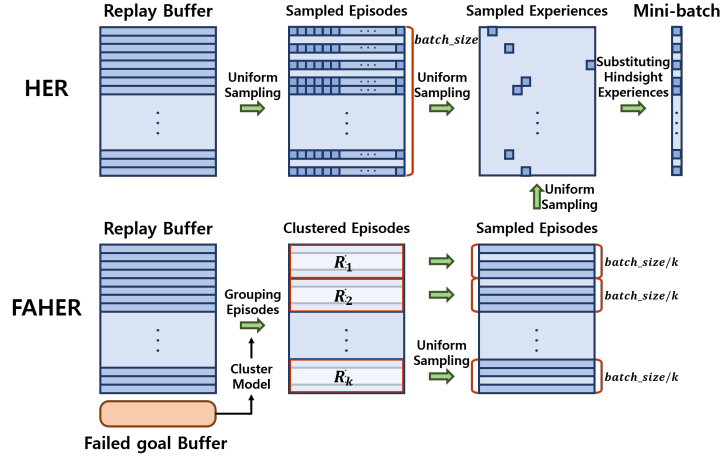 Replay Buffer
Sampled Episodes
Sampled Experiences
Mini-batch
HER
Uniform
Sampling
batch_size
Uniform
Sampling
Substituting
Hindsight
Experiences
Uniform
Sampling
Replay Buffer
Clustered Episodes
Sampled Episodes
FAHER
Grouping
Episodes
R1
R2
Rk
Cluster
Model
Uniform
Sampling
batch_size/k
batch_size/k
batch_size/k
Failed goal Buffer